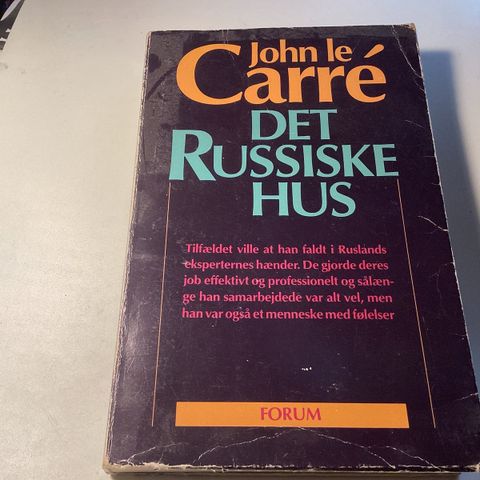 John le
Carré
DET
RUSSISKE
HUS
Tilfældet ville at han faldt i Ruslands
eksperternes hænder. De gjorde deres
job effektivt og professionelt og sålæn-
ge han samarbejdede var alt vel, men
han var også et menneske med følelser
FORUM